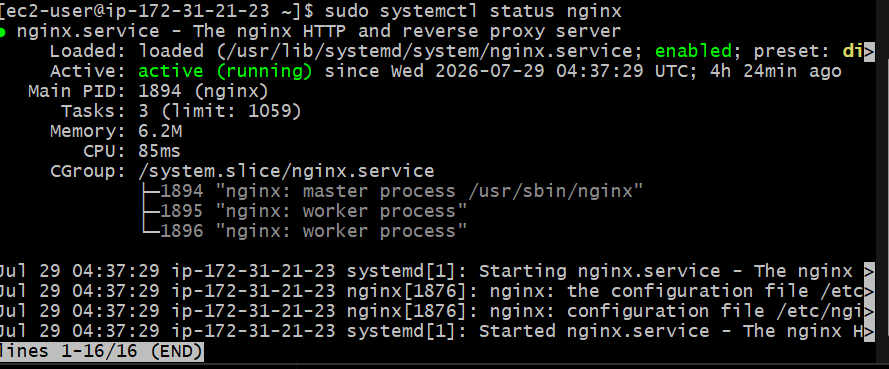 [ec2-user@ip-172-31-21-23 ~]$ sudo systemctl status nginx
● nginx.service - The nginx HTTP and reverse proxy server
     Loaded: loaded (/usr/lib/systemd/system/nginx.service; enabled; preset: di>
     Active: active (running) since Wed 2026-07-29 04:37:29 UTC; 4h 24min ago
   Main PID: 1894 (nginx)
      Tasks: 3 (limit: 1059)
     Memory: 6.2M
        CPU: 85ms
     CGroup: /system.slice/nginx.service
             ├─1894 "nginx: master process /usr/sbin/nginx"
             ├─1895 "nginx: worker process"
             └─1896 "nginx: worker process"
Jul 29 04:37:29 ip-172-31-21-23 systemd[1]: Starting nginx.service - The nginx >
Jul 29 04:37:29 ip-172-31-21-23 nginx[1876]: nginx: the configuration file /etc>
Jul 29 04:37:29 ip-172-31-21-23 nginx[1876]: nginx: configuration file /etc/ngi>
Jul 29 04:37:29 ip-172-31-21-23 systemd[1]: Started nginx.service - The nginx H>
lines 1-16/16 (END)